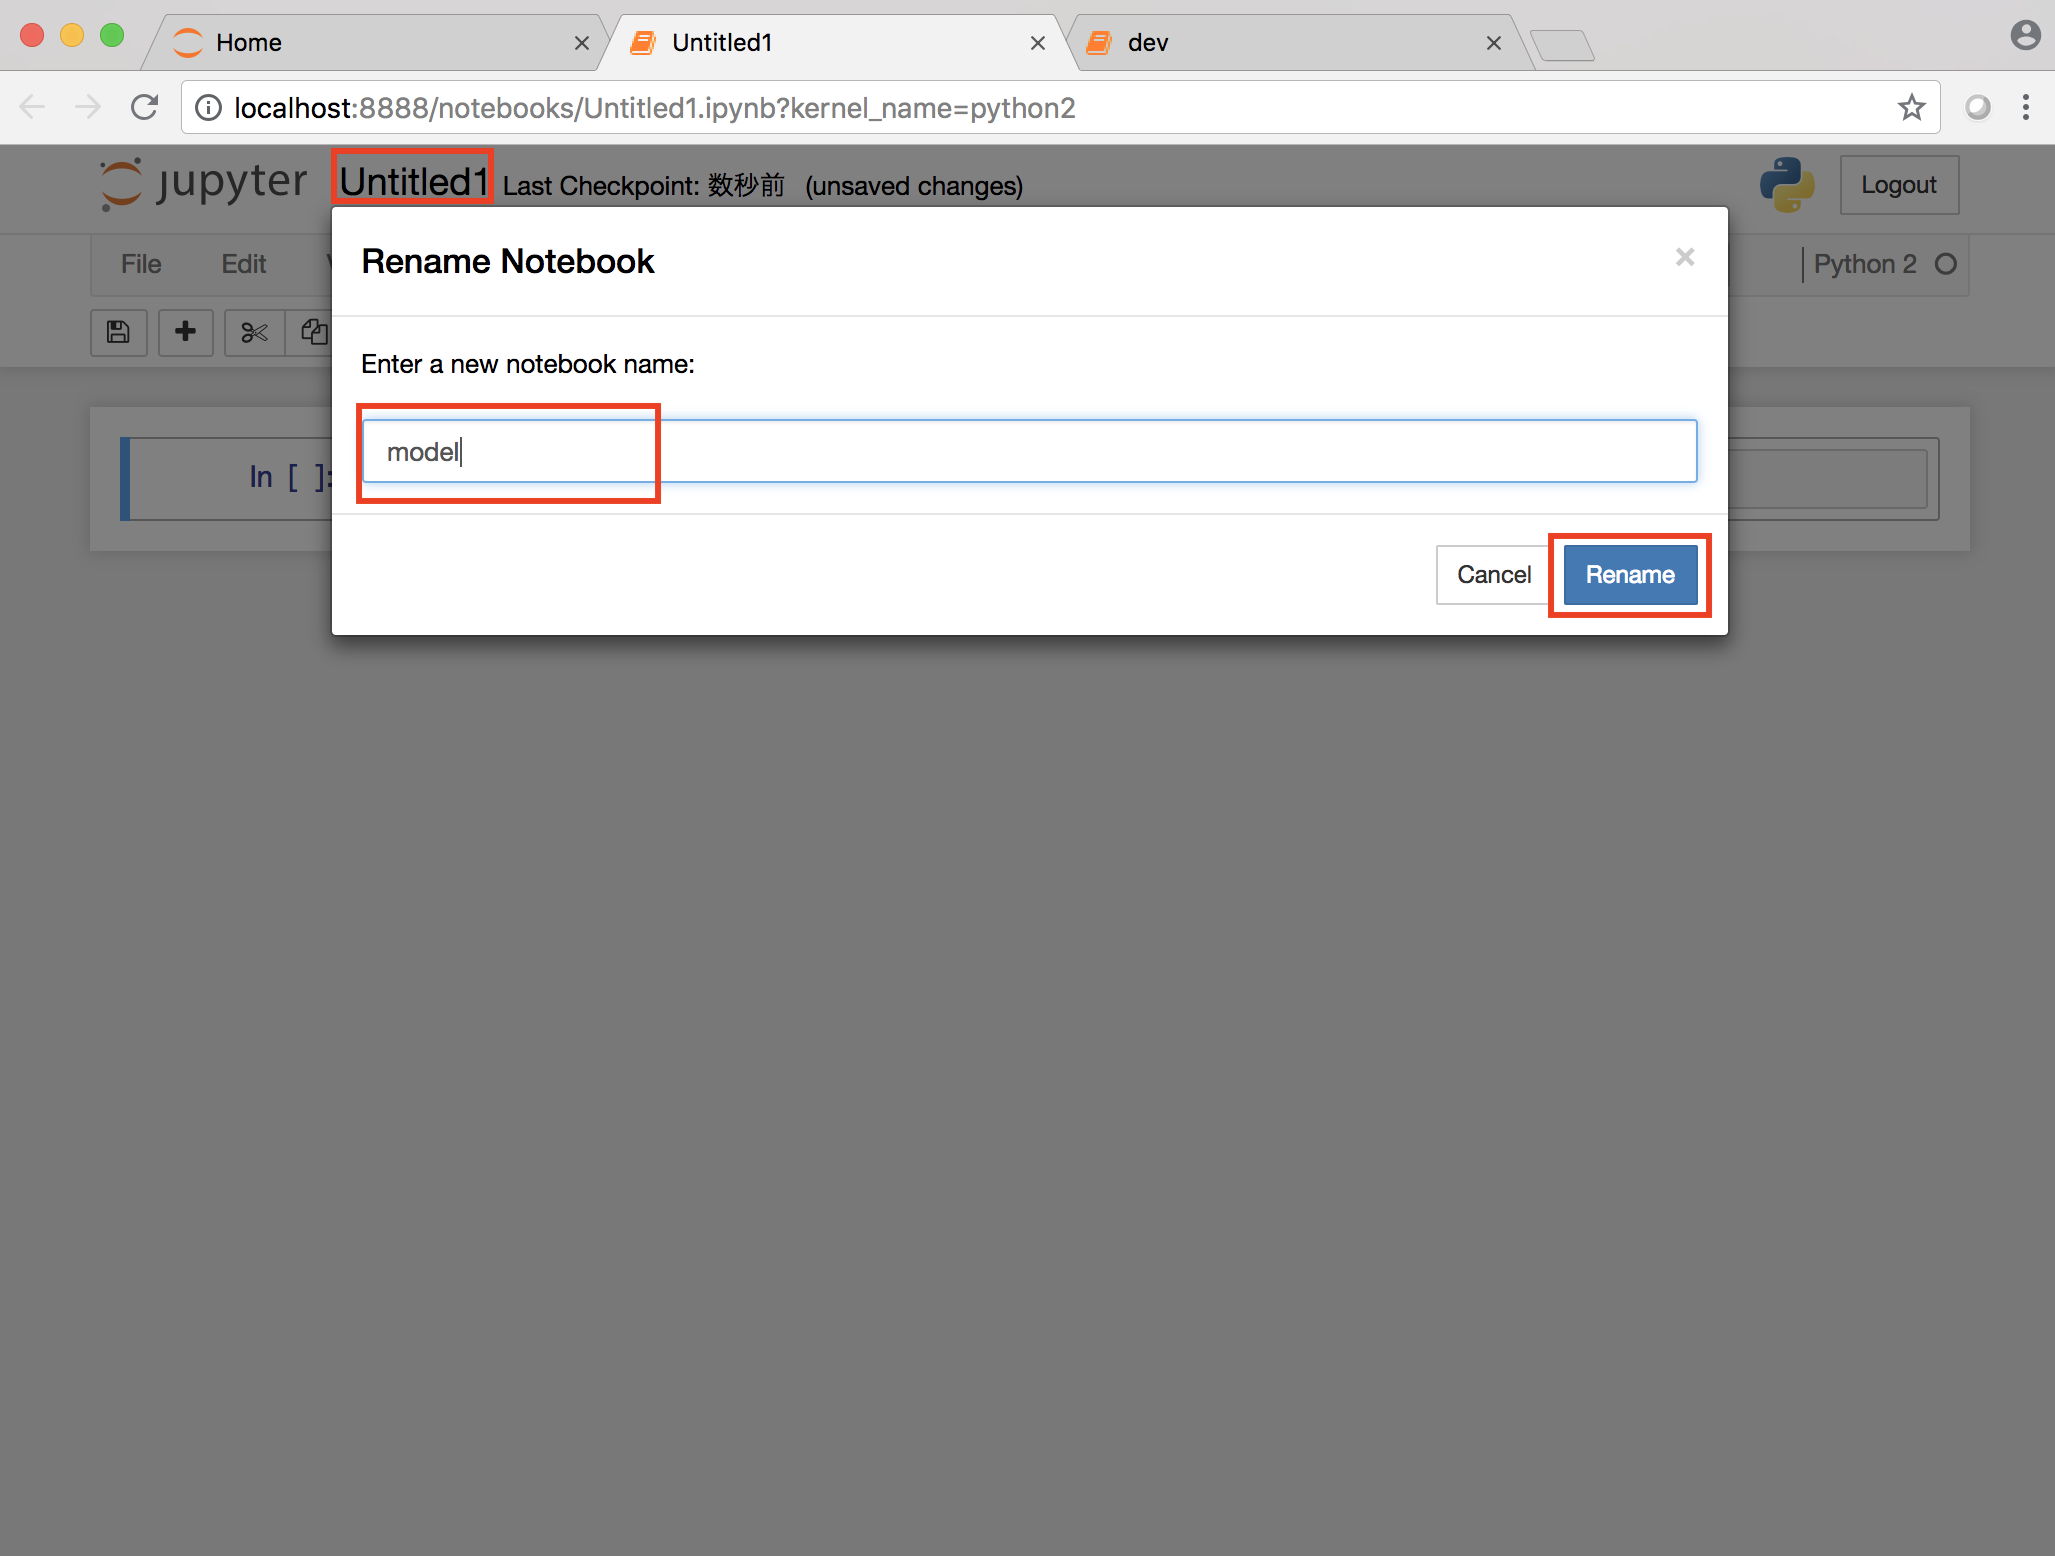 Home
Untitled1
dev
localhost:8888/notebooks/Untitled1.ipynb?kernel_name=python2
jupyter Untitled1 Last Checkpoint: 数秒前 (unsaved changes)
Logout
File Edit
Python 2
Rename Notebook
Enter a new notebook name:
model
In [ ]:
Cancel Rename